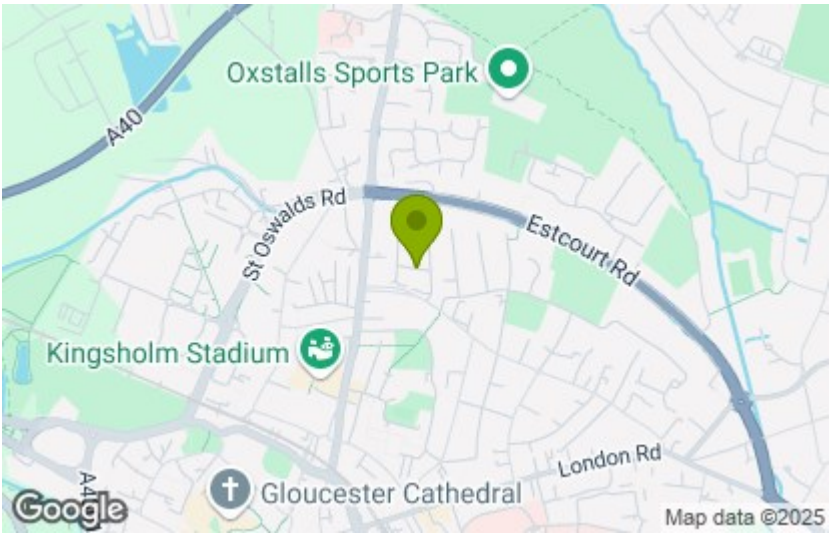 Oxstalls Sports Park
A40
St Oswalds Rd
Estcourt Rd
Kingsholm Stadium
London Rd
Gloucester Cathedral
Google
Map data ©2025